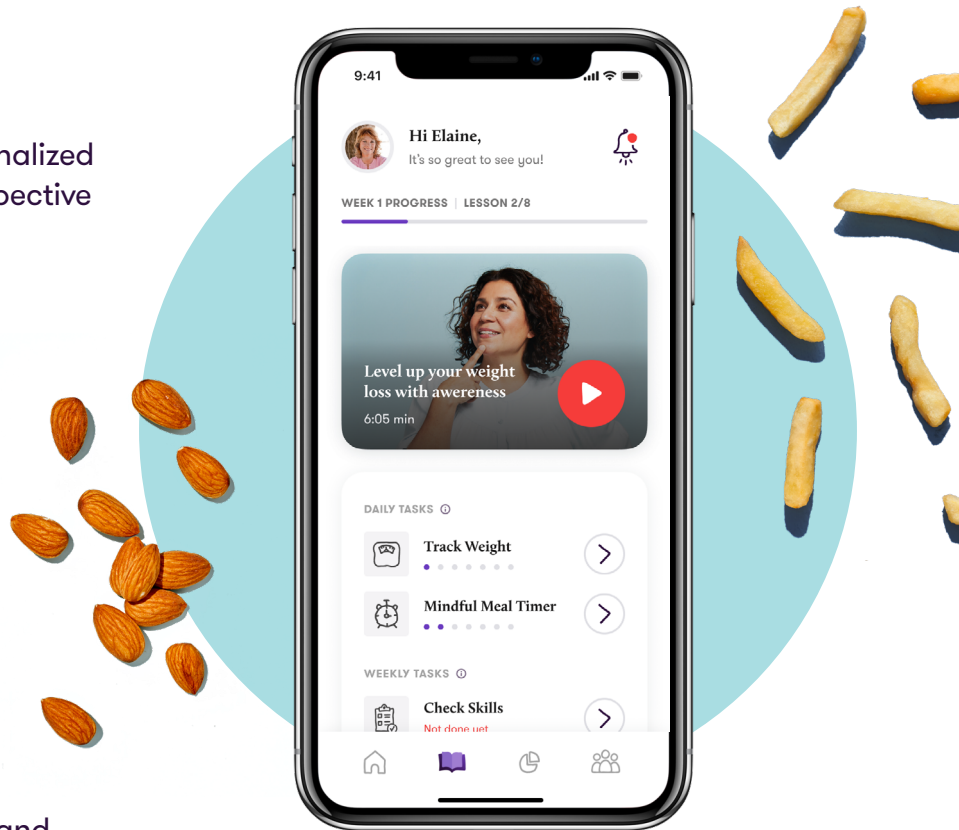 9:41
nalized
pective
Hi Elaine,
It's so great to see you!
WEEK 1 PROGRESS | LESSON 2/8
Level up your weight
loss with awereness
6:05 min
DAILY TASKS
Track Weight
Mindful Meal Timer
WEEKLY TASKS
Check Skills
Not done yet
and